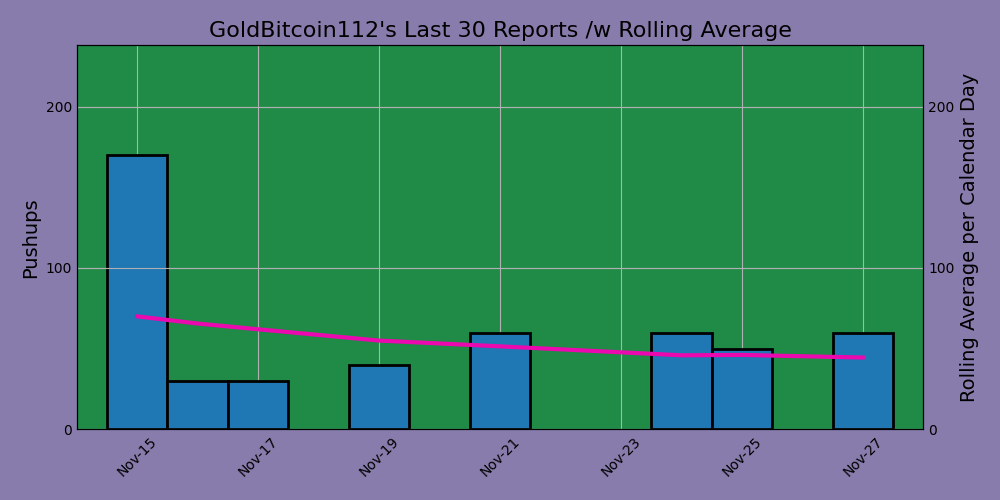 GoldBitcoin112's Last 30 Reports /w Rolling Average
Pushups
200
100
0
200
100
0
Rolling Average per Calendar Day
Nov-15
Nov-17
Nov-19
Nov-21
Nov-23
Nov-25
Nov-27